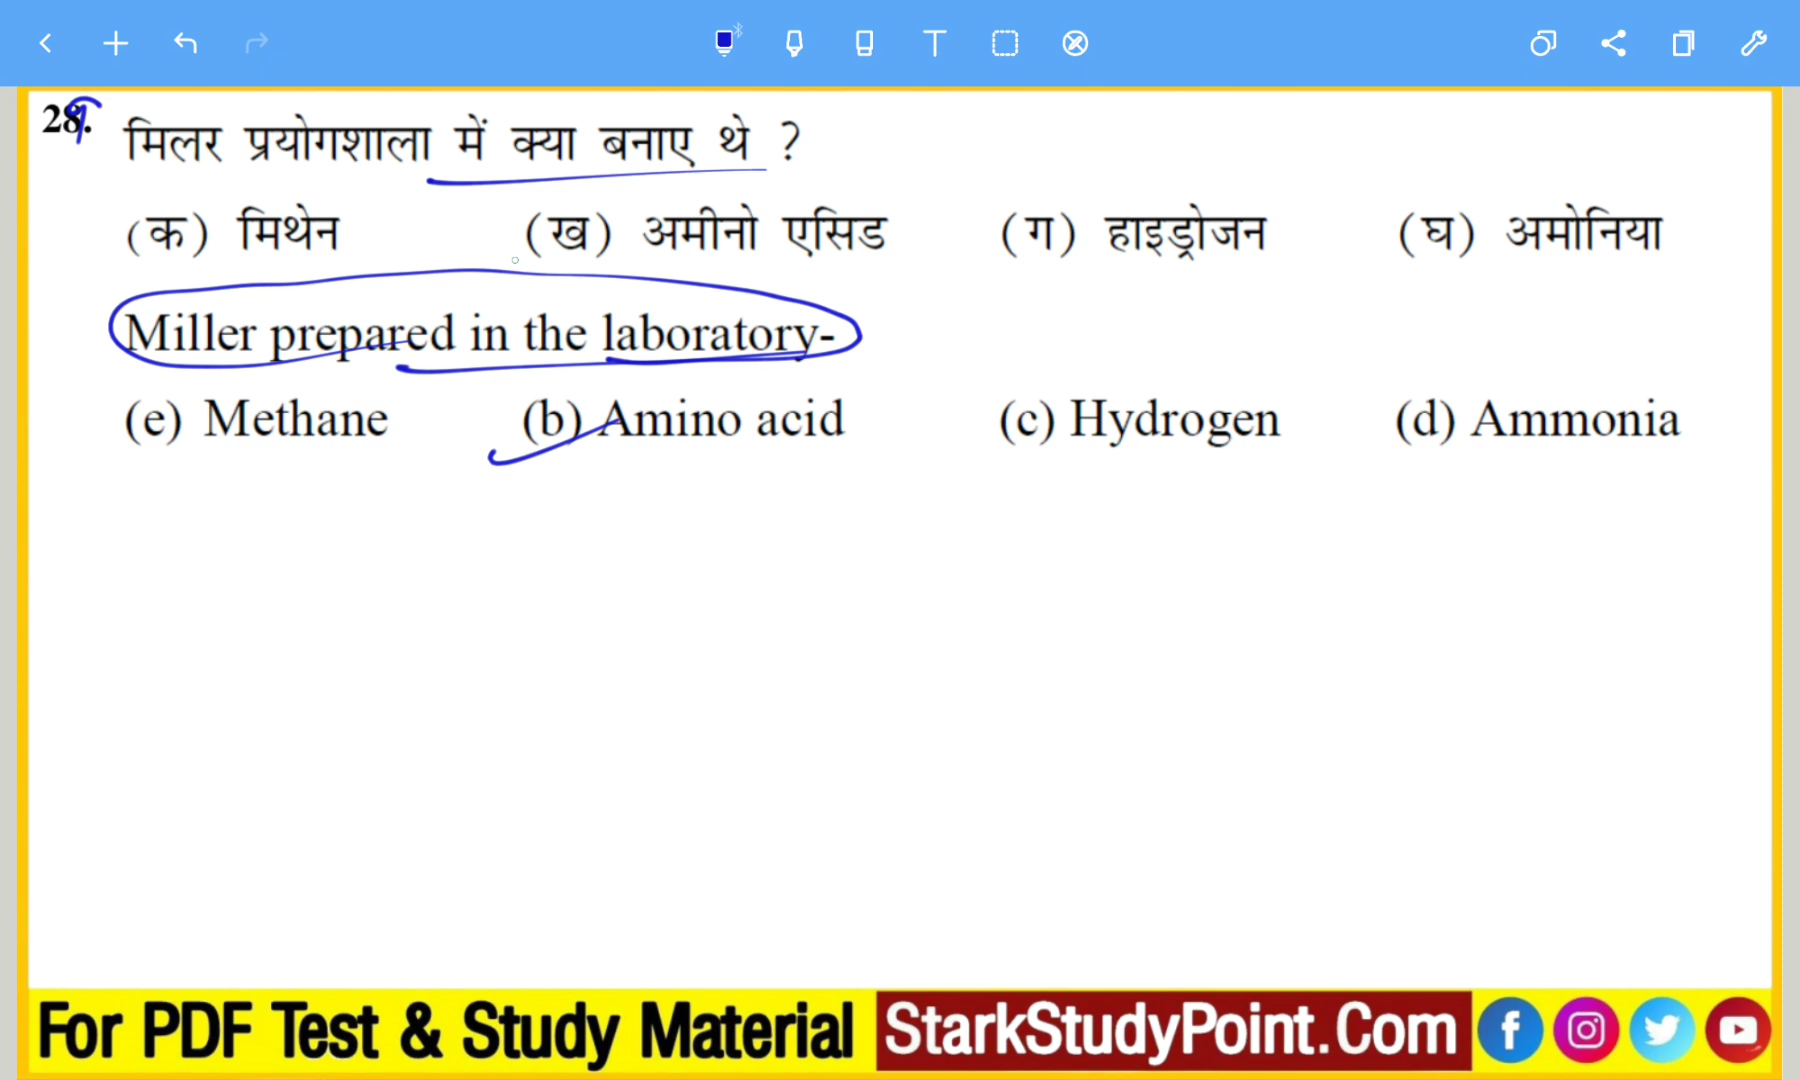 28.
9
मिलर प्रयोगशाला में क्या बनाए थे ?
(क) मिथेन (ख) अमीनो एसिड (ग) हाइड्रोजन (घ) अमोनिया
Miller prepared in the laboratory-
(e) Methane (b) Amino acid (c) Hydrogen (d) Ammonia
For PDF Test & Study Material StarkStudyPoint.Com